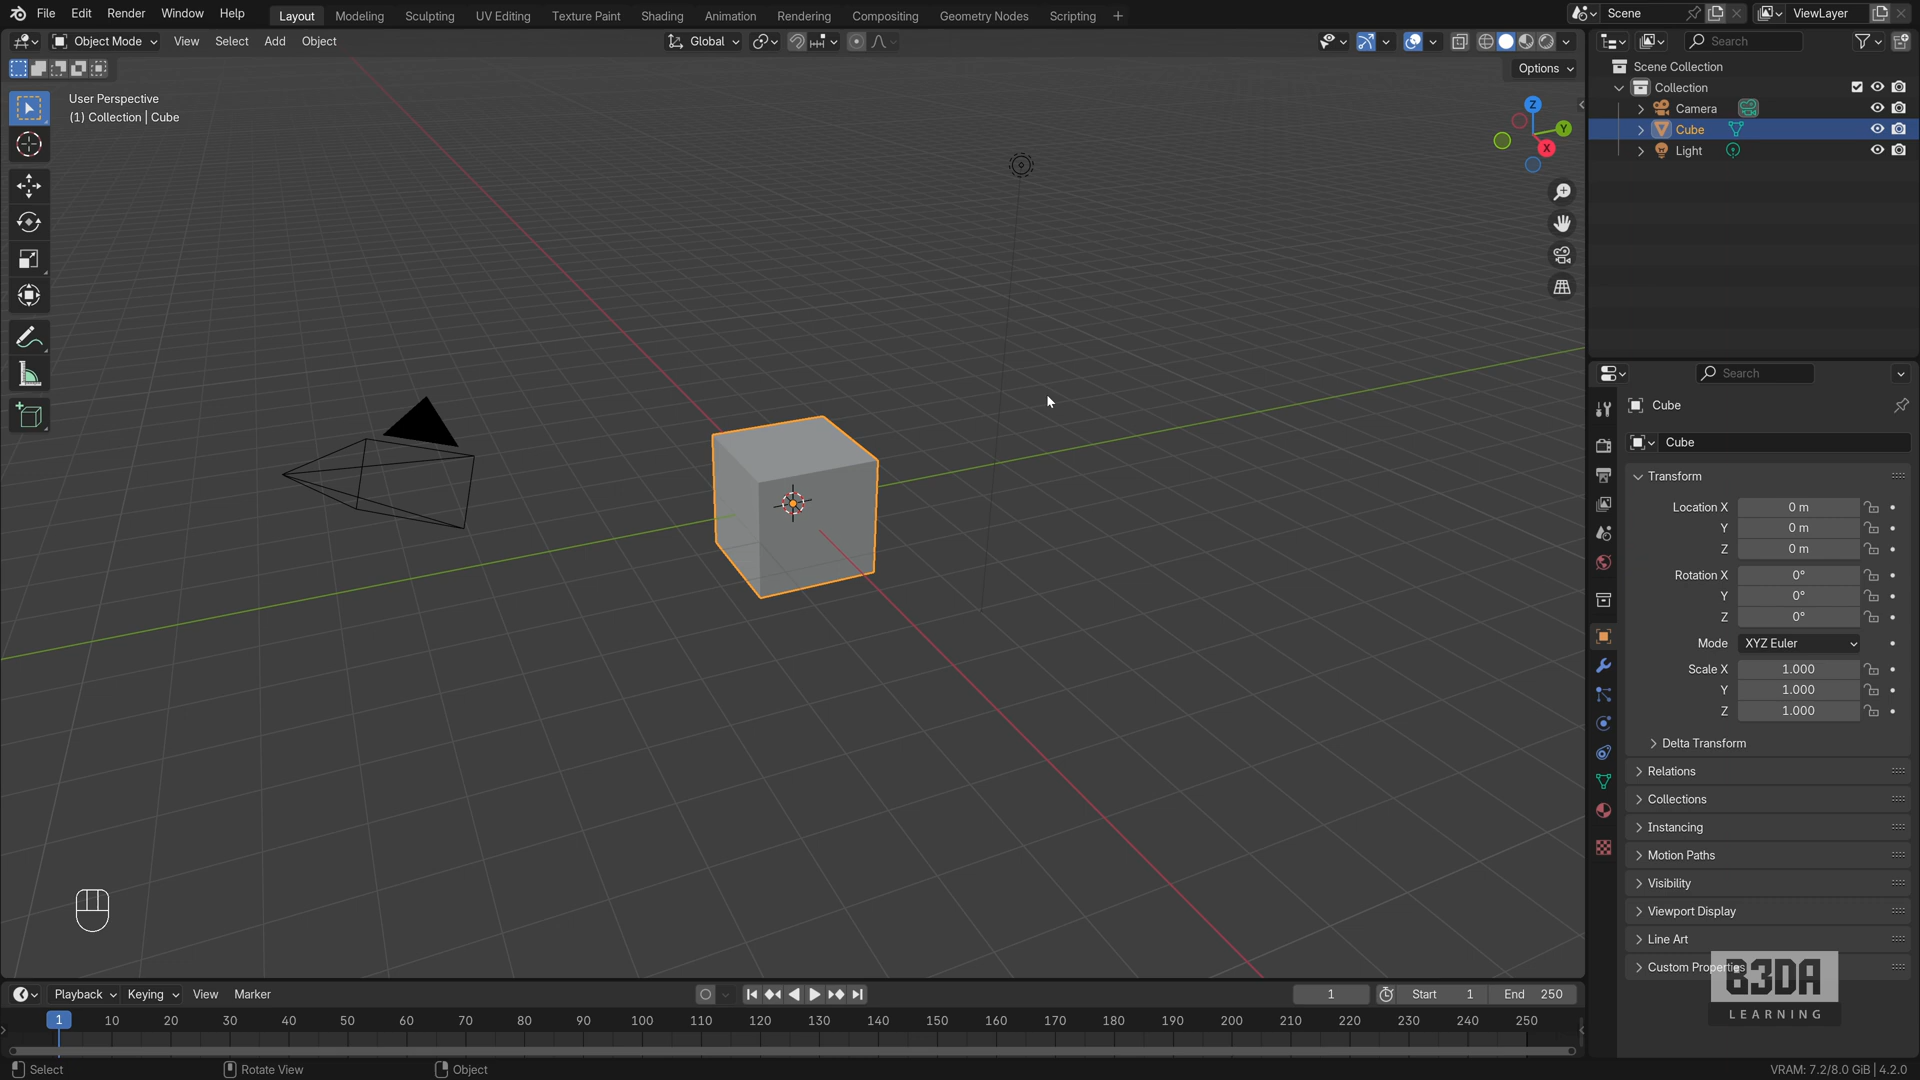 File Edit Render Window Help Layout Modeling Sculpting UV Editing Texture Paint Shading Animation Rendering Compositing Geometry Nodes Scripting + Scene ViewLayer
Object Mode View Select Add Object Global Search
Options
User Perspective
(1) Collection | Cube
Z
Y
X
Scene Collection
Collection
Camera
Cube
Light
Search
Cube
Cube
Transform
Location X 0 m
Y 0 m
Z 0 m
Rotation X 0°
Y 0°
Z 0°
Mode XYZ Euler
Scale X 1.000
Y 1.000
Z 1.000
Delta Transform
Relations
Collections
Instancing
Motion Paths
Visibility
Viewport Display
Line Art
Custom Properties
B3DA
LEARNING
Playback Keying View Marker 1 Start 1 End 250
1 10 20 30 40 50 60 70 80 90 100 110 120 130 140 150 160 170 180 190 200 210 220 230 240 250
Select Rotate View Object VRAM: 7.2/8.0 GiB | 4.2.0